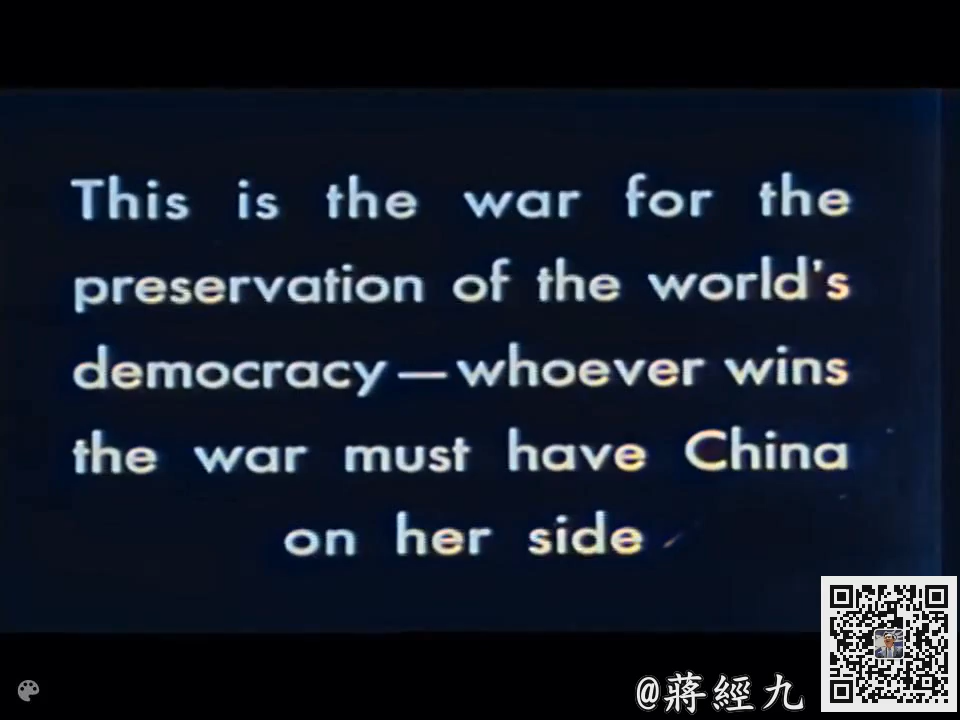 This is the war for the
preservation of the world's
democracy — whoever wins
the war must have China
on her side
@蔣經九